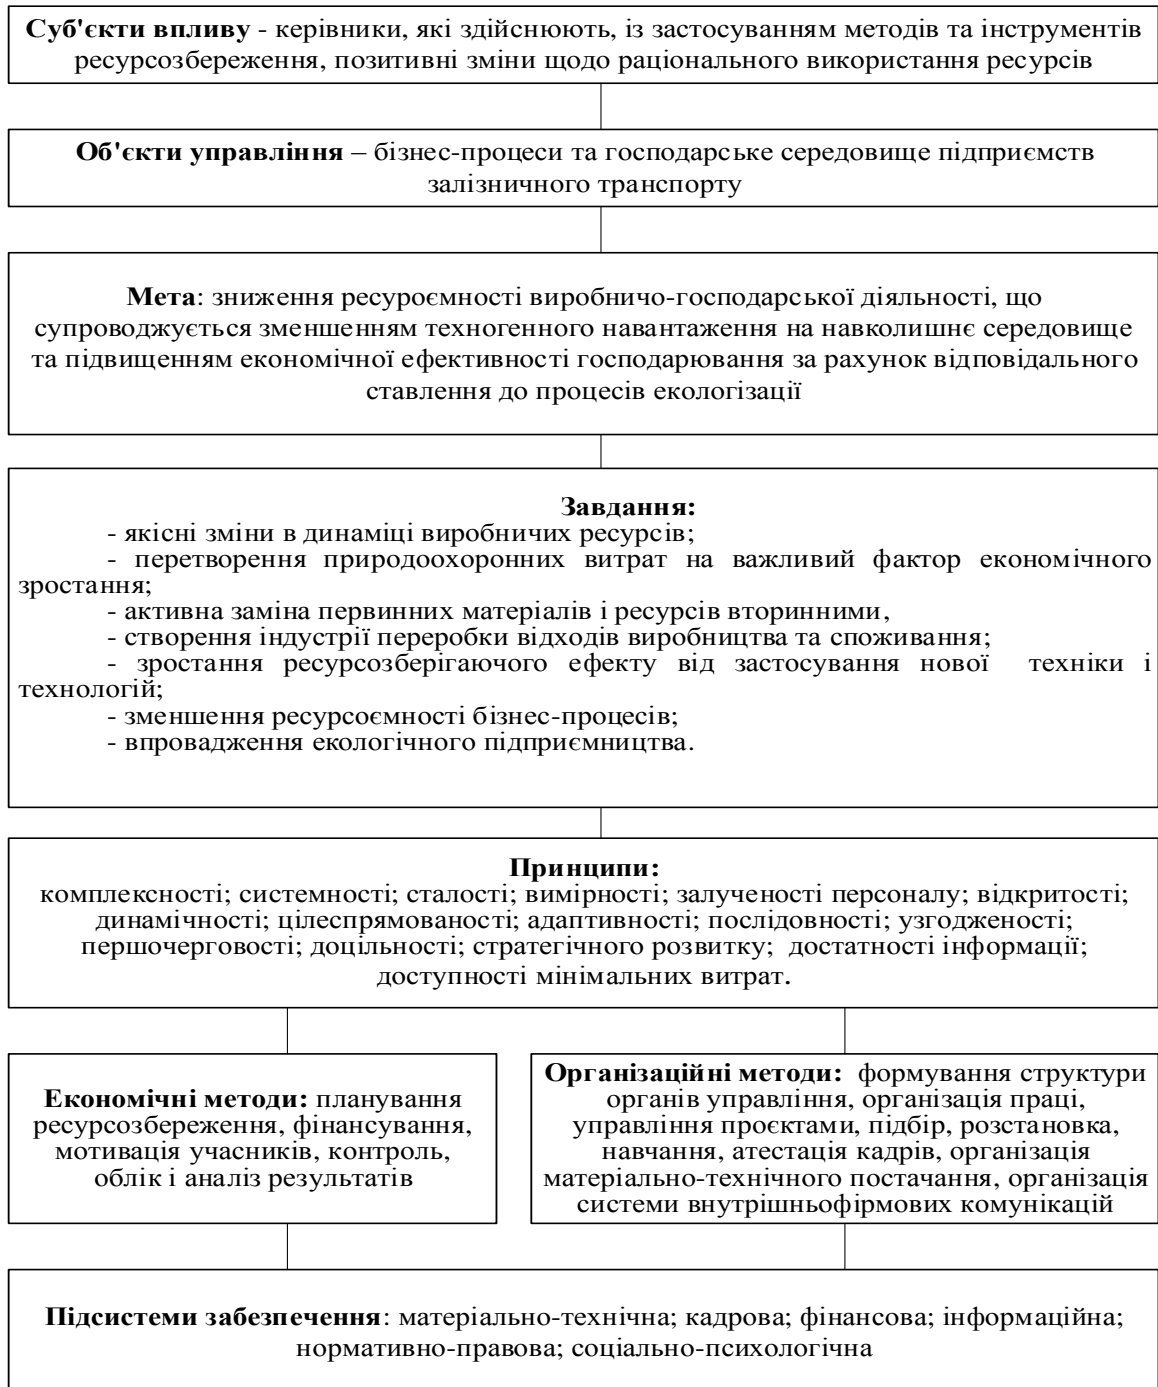 Суб'єкти впливу - керівники, які здійснюють, із застосуванням методів та інструментів
ресурсозбереження, позитивні зміни щодо раціонального використання ресурсів
Об'єкти управління – бізнес-процеси та господарське середовище підприємств
залізничного транспорту
Мета: зниження ресуроємності виробничо-господарської діяльності, що
супроводжується зменшенням техногенного навантаження на навколишнє середовище
та підвищенням економічної ефективності господарювання за рахунок відповідального
ставлення до процесів екологізації
Завдання:
- якісні зміни в динаміці виробничих ресурсів;
- перетворення природоохоронних витрат на важливий фактор економічного
зростання;
- активна заміна первинних матеріалів і ресурсів вторинними,
- створення індустрії переробки відходів виробництва та споживання;
- зростання ресурсозберігаючого ефекту від застосування нової техніки і
технологій;
- зменшення ресурсоємності бізнес-процесів;
- впровадження екологічного підприємництва.
Принципи:
комплексності; системності; сталості; вимірності; залученості персоналу; відкритості;
динамічності; цілеспрямованості; адаптивності; послідовності; узгодженості;
першочерговості; доцільності; стратегічного розвитку; достатності інформації;
доступності мінімальних витрат.
Економічні методи: планування
ресурсозбереження, фінансування,
мотивація учасників, контроль,
облік і аналіз результатів
Організаційні методи: формування структури
органів управління, організація праці,
управління проєктами, підбір, розстановка,
навчання, атестація кадрів, організація
матеріально-технічного постачання, організація
системи внутрішньофірмових комунікацій
Підсистеми забезпечення: матеріально-технічна; кадрова; фінансова; інформаційна;
нормативно-правова; соціально-психологічна